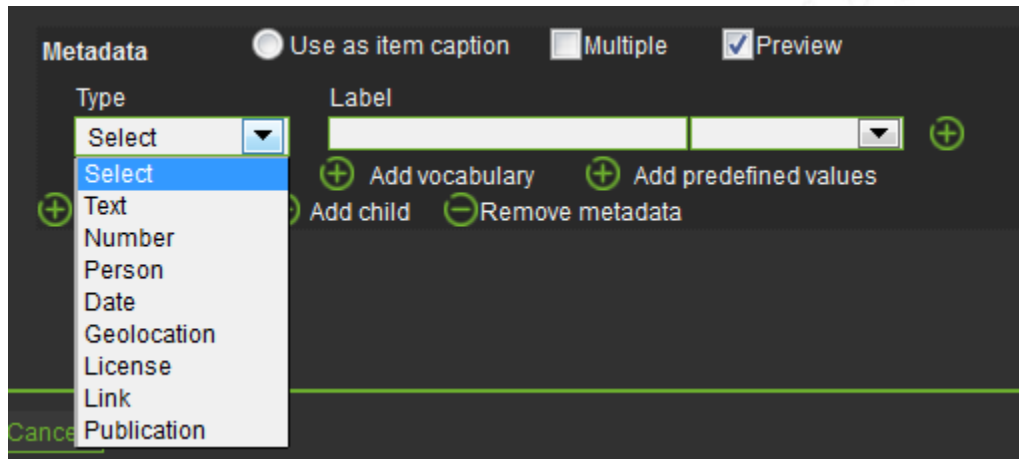 Metadata Use as item caption Multiple Preview
Type Label
Select
Select Add vocabulary Add predefined values
Text Add child Remove metadata
Number
Person
Date
Geolocation
License
Link
Cance Publication